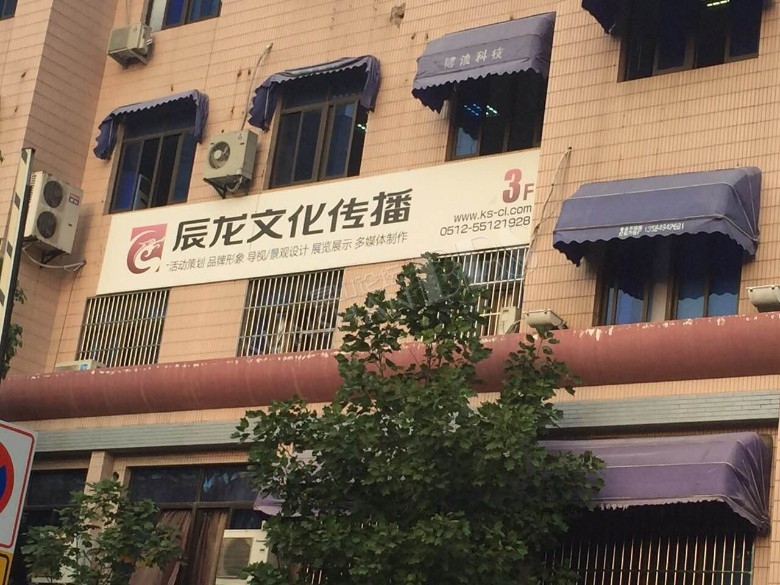 辰龙文化传播
活动策划 品牌形象 导视/景观设计 展览展示 多媒体制作
3F
www.ks-cl.com
0512-55121928